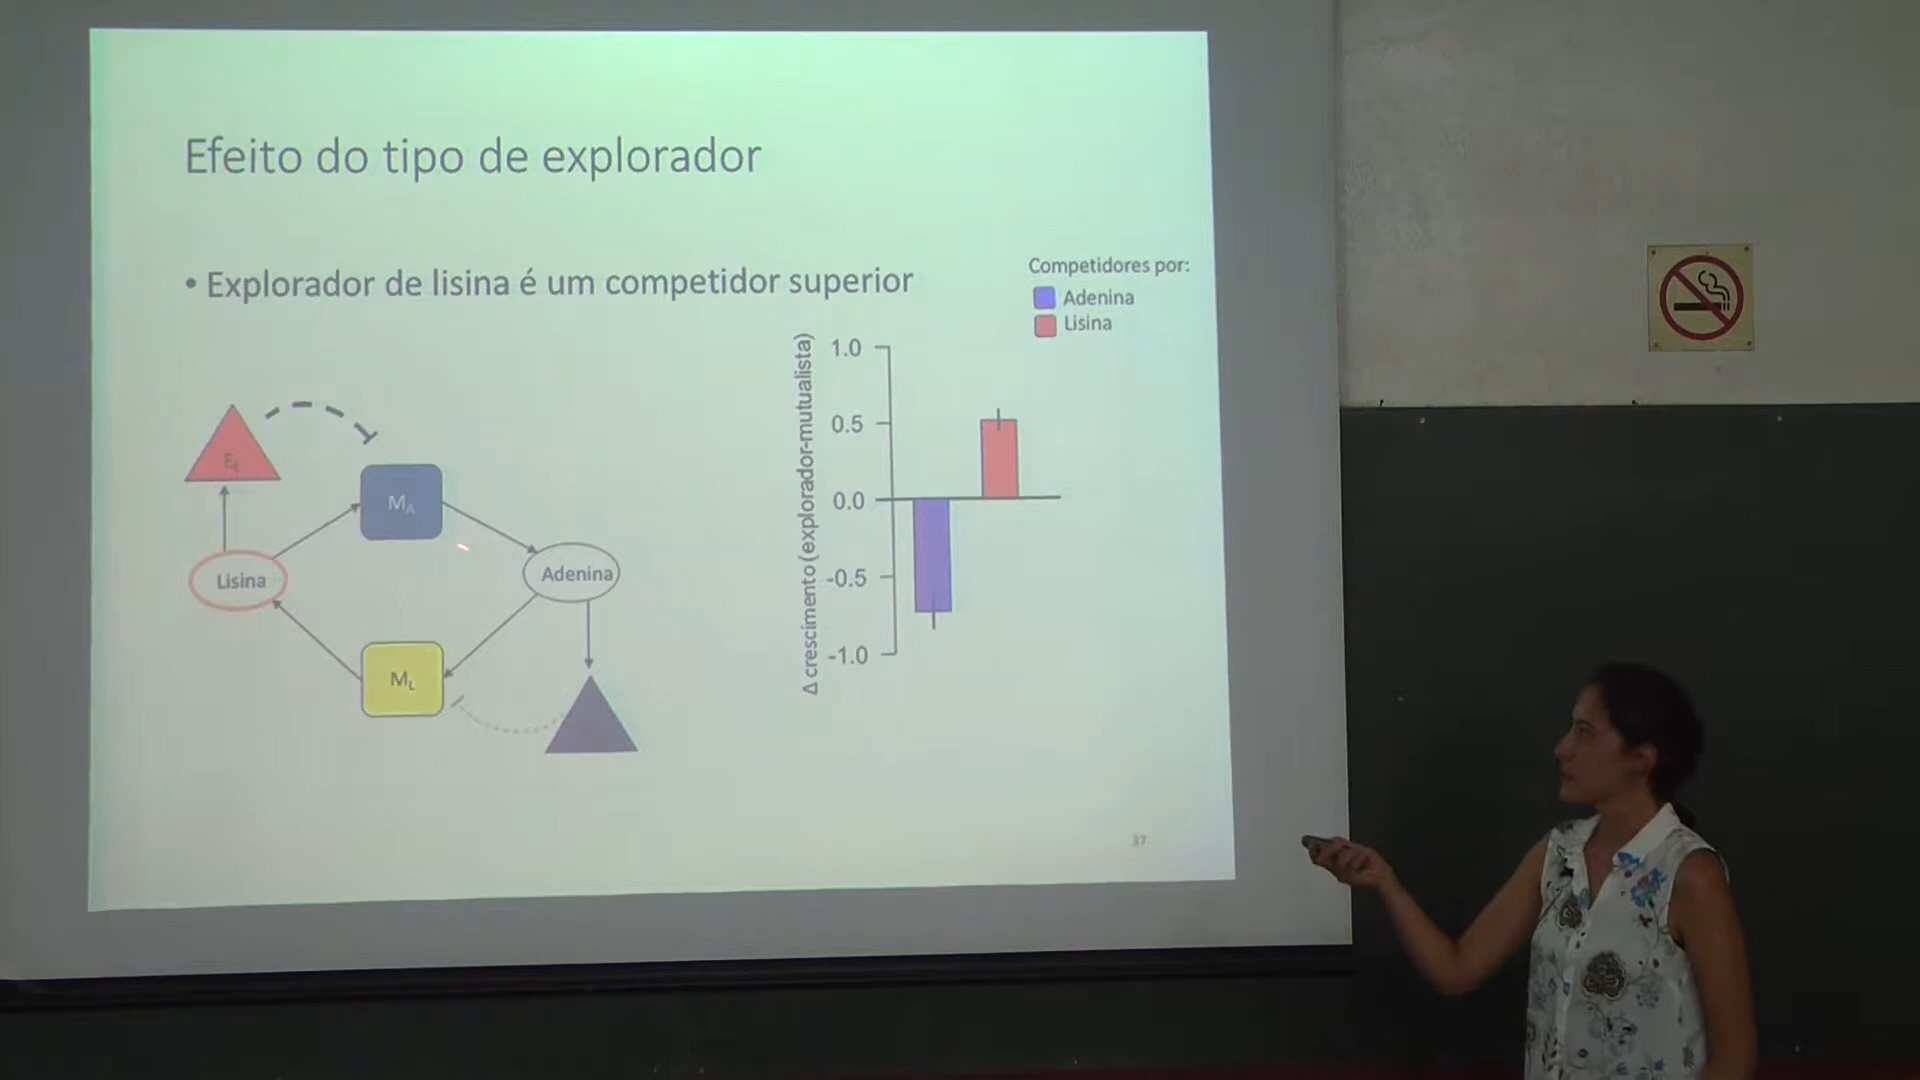 Efeito do tipo de explorador
• Explorador de lisina é um competidor superior
Competidores por:
Adenina
Lisina
Δ crescimento (explorador-mutualista)
1.0
0.5
0.0
-0.5
-1.0
E_L
M_A
Lisina
Adenina
M_L
37